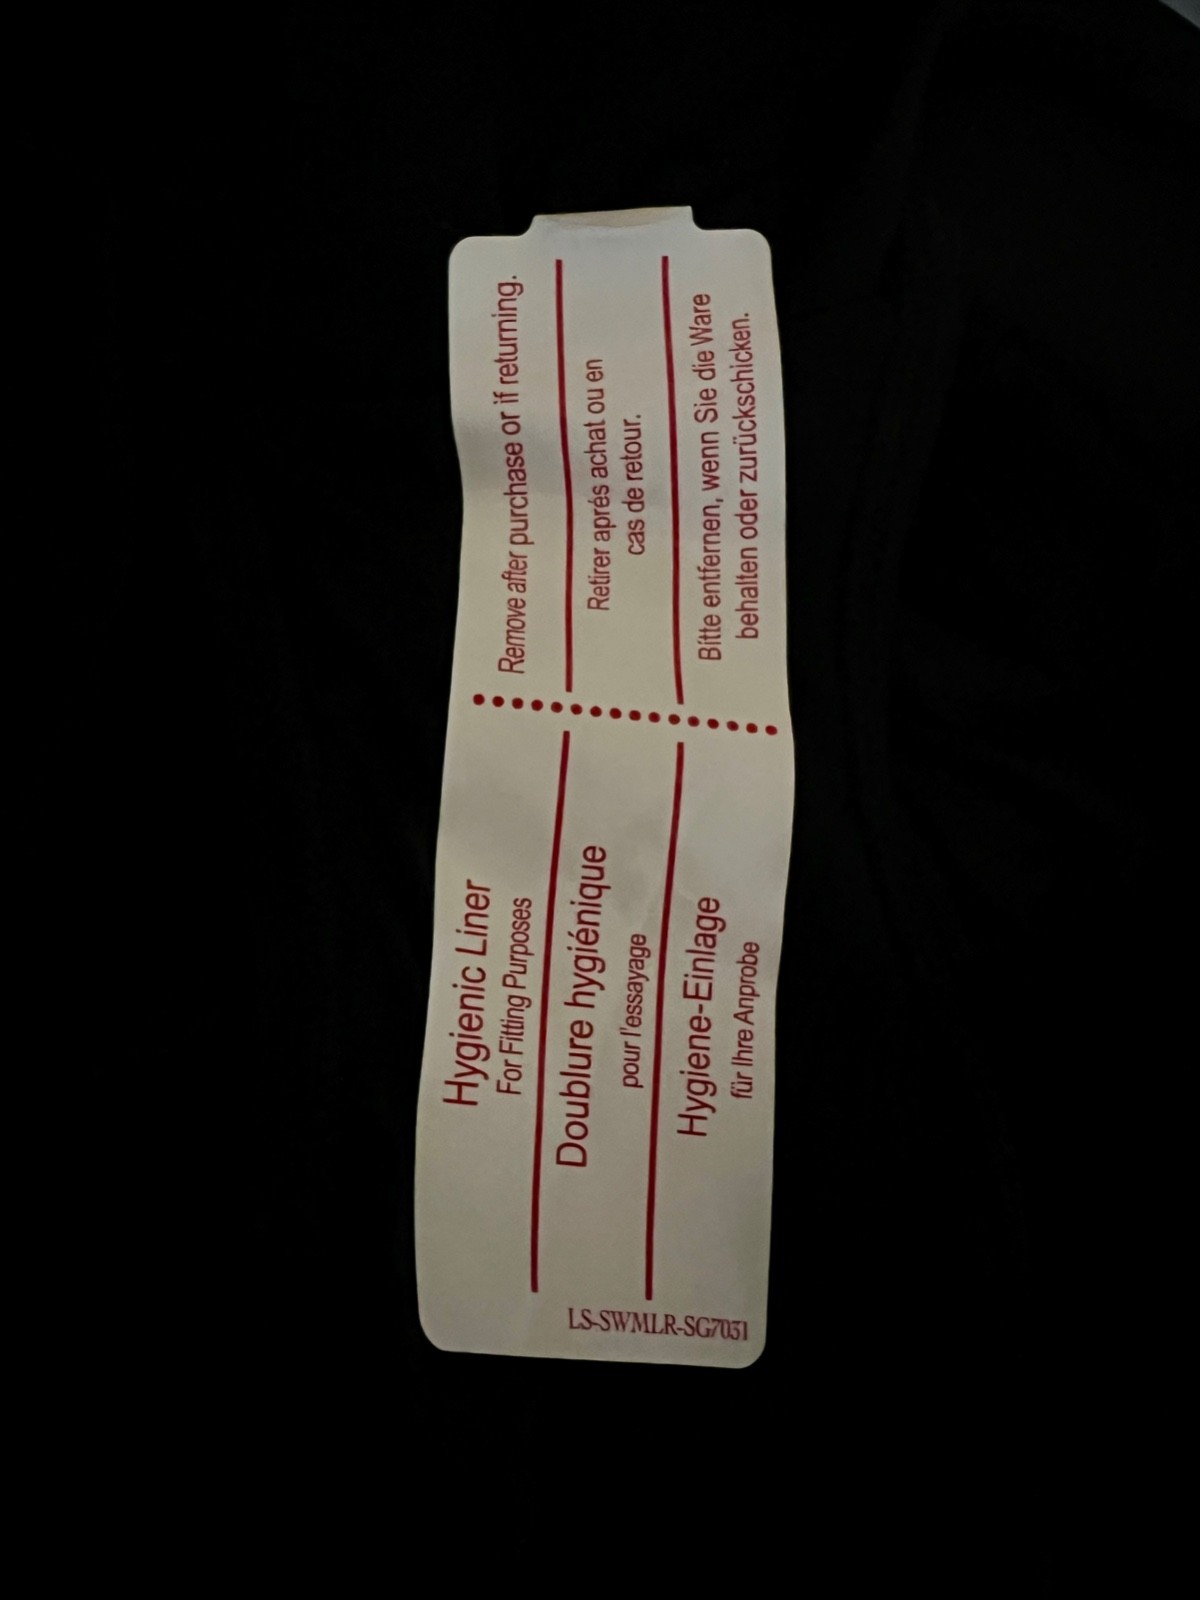 Hygienic Liner
For Fitting Purposes
Doublure hygiénique
pour l'essayage
Hygiene-Einlage
für Ihre Anprobe
Remove after purchase or if returning.
Retirer aprés achat ou en
cas de retour.
Bitte entfernen, wenn Sie die Ware
behalten oder zurückschicken.
LS-SWMLR-SG7031